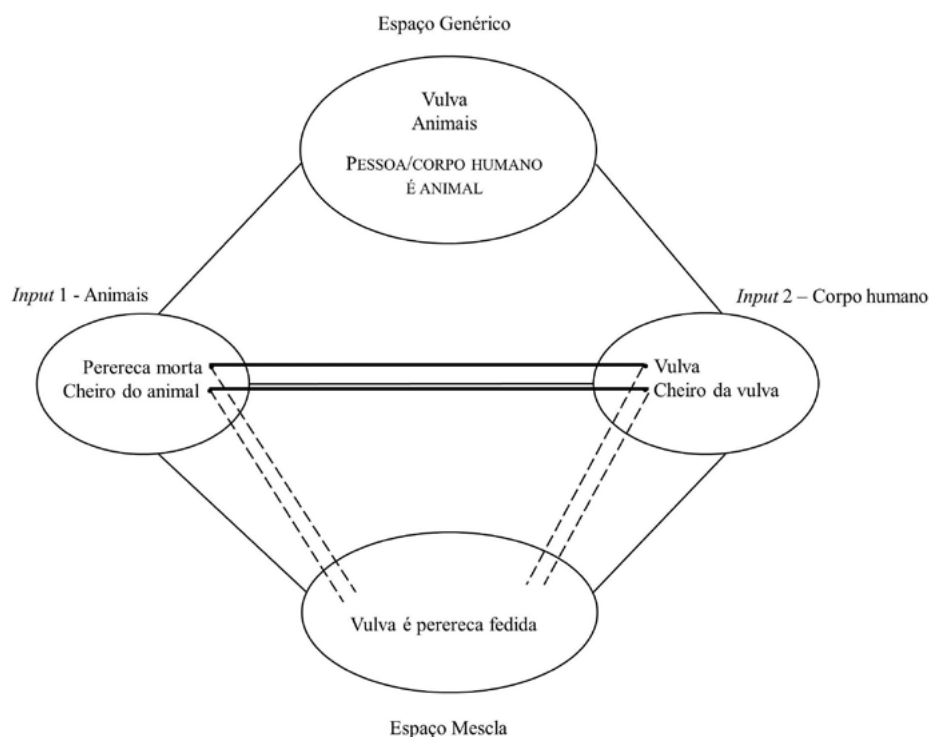 Espaço Genérico
Vulva
Animais
PESSOA/CORPO HUMANO
É ANIMAL
Input 1 - Animais
Input 2 – Corpo humano
Perereca morta
Cheiro do animal
Vulva
Cheiro da vulva
Vulva é perereca fedida
Espaço Mescla